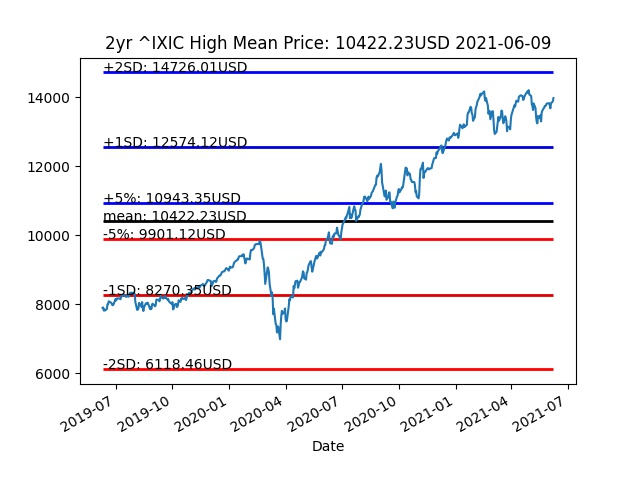 2yr ^IXIC High Mean Price: 10422.23USD 2021-06-09
+2SD: 14726.01USD
14000
+1SD: 12574.12USD
12000
+5%: 10943.35USD
mean: 10422.23USD
10000
-5%: 9901.12USD
-1SD: 8270.35USD
8000
-2SD: 6118.46USD
6000
2019-07
2019-10
2020-01
2020-04
2020-07
2020-10
2021-01
2021-04
2021-07
Date